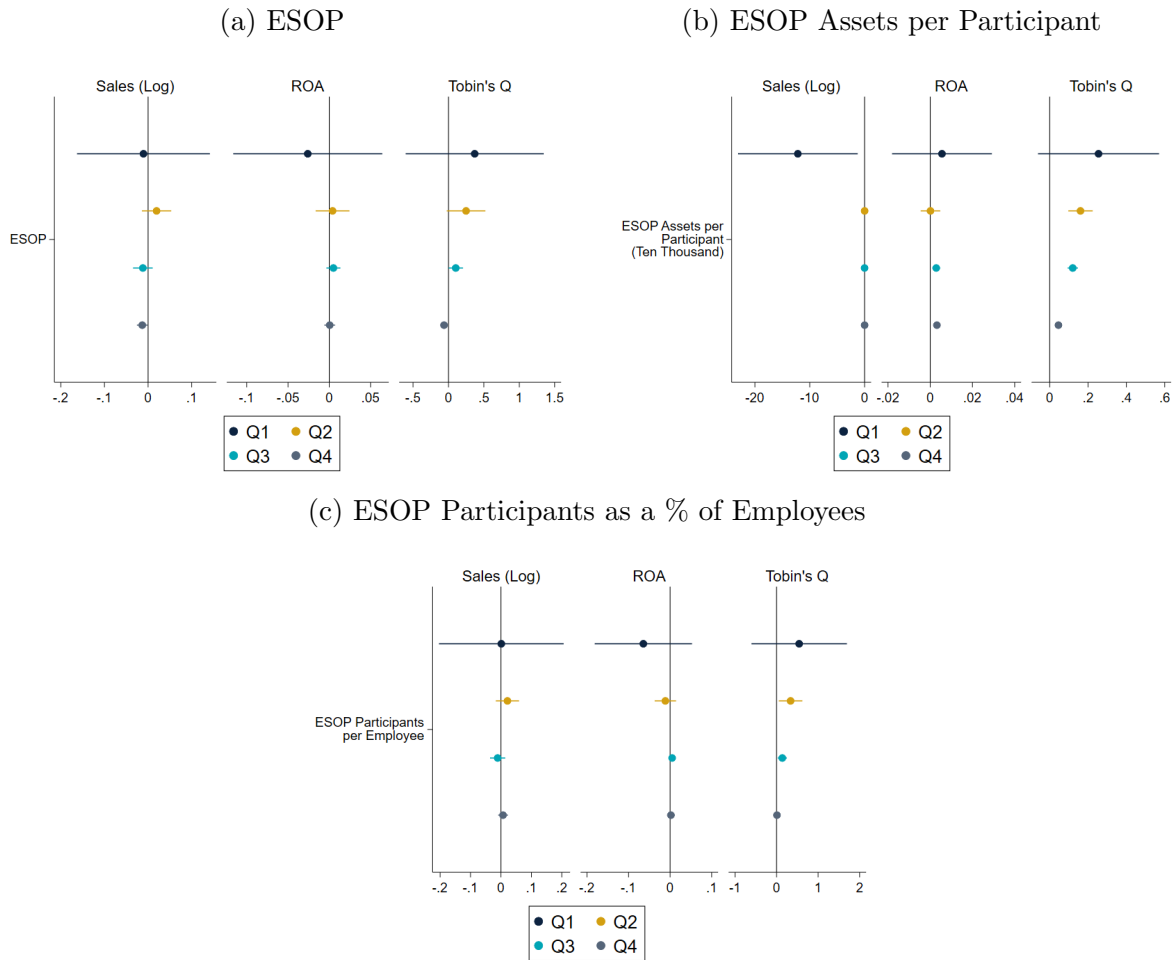 (a) ESOP
Sales (Log) ROA Tobin's Q
ESOP
-.2 -.1 0 .1 -.1 -.05 0 .05 -.5 0 .5 1 1.5
Q1 Q2
Q3 Q4
(b) ESOP Assets per Participant
Sales (Log) ROA Tobin's Q
ESOP Assets per
Participant
(Ten Thousand)
-20 -10 0 -.02 0 .02 .04 0 .2 .4 .6
Q1 Q2
Q3 Q4
(c) ESOP Participants as a % of Employees
Sales (Log) ROA Tobin's Q
ESOP Participants
per Employee
-.2 -.1 0 .1 .2 -.2 -.1 0 .1 -1 0 1 2
Q1 Q2
Q3 Q4